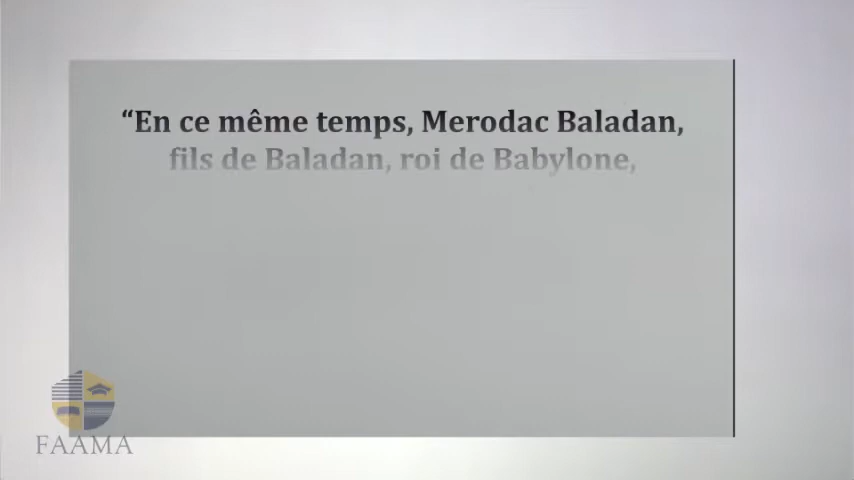 “En ce même temps, Merodac Baladan,
fils de Baladan, roi de Babylone,
FAAMA